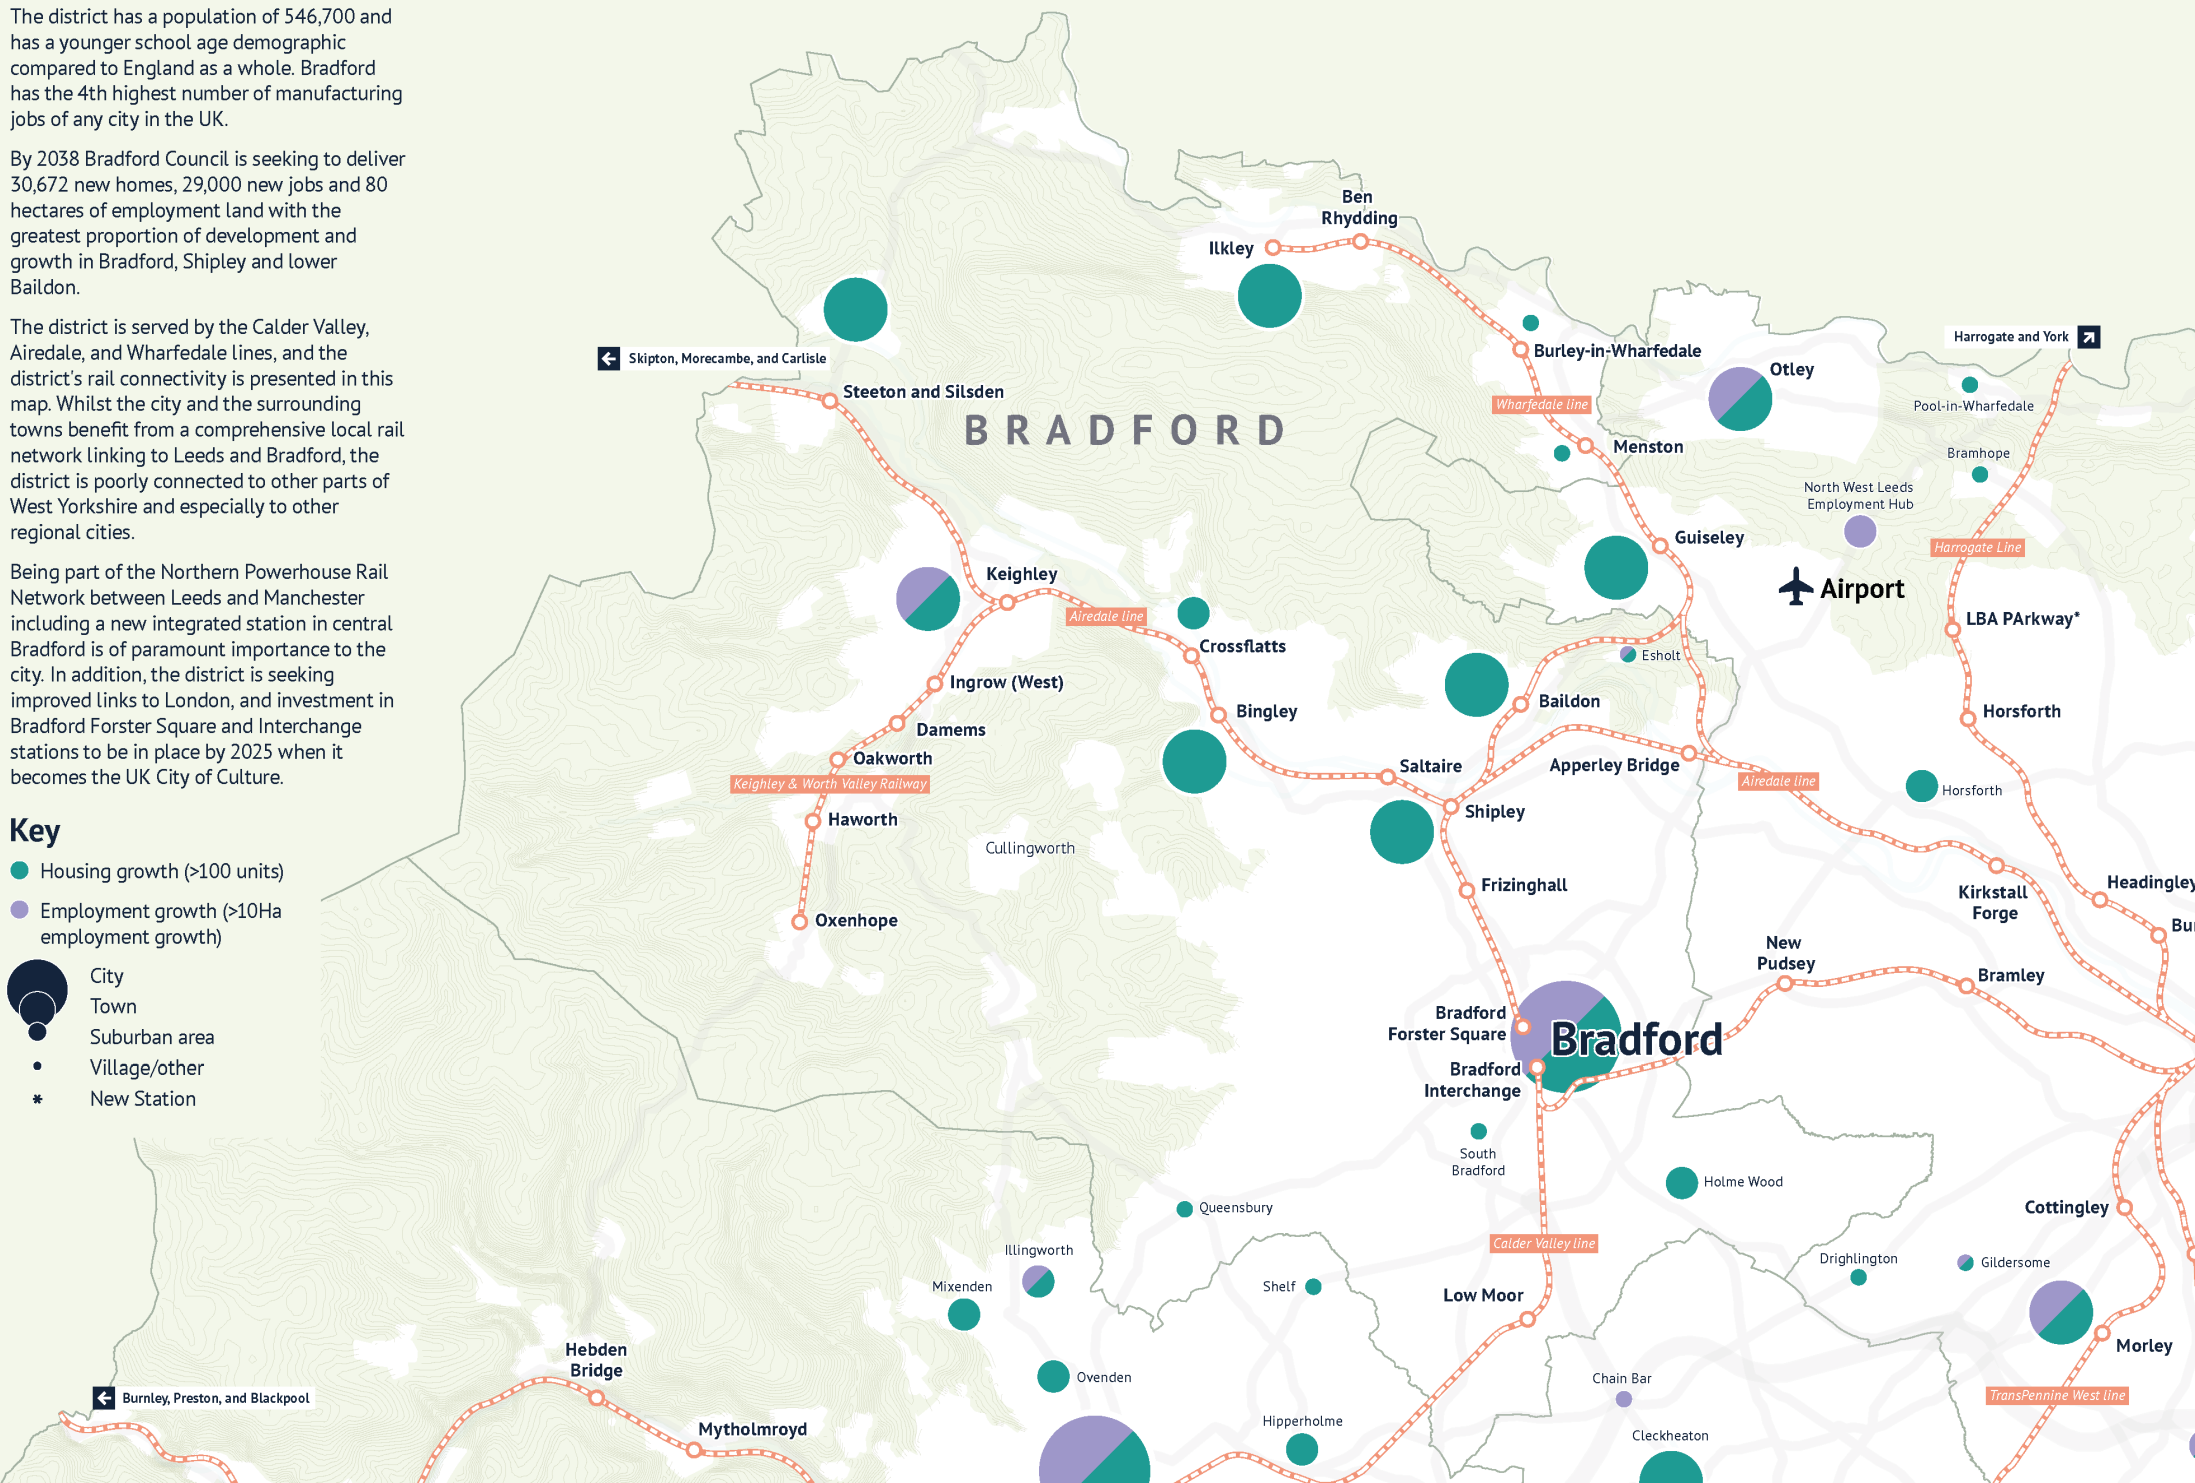 The district has a population of 546,700 and
has a younger school age demographic
compared to England as a whole. Bradford
has the 4th highest number of manufacturing
jobs of any city in the UK.
By 2038 Bradford Council is seeking to deliver
30,672 new homes, 29,000 new jobs and 80
hectares of employment land with the
greatest proportion of development and
growth in Bradford, Shipley and lower
Baildon.
The district is served by the Calder Valley,
Airedale, and Wharfedale lines, and the
district's rail connectivity is presented in this
map. Whilst the city and the surrounding
towns benefit from a comprehensive local rail
network linking to Leeds and Bradford, the
district is poorly connected to other parts of
West Yorkshire and especially to other
regional cities.
Being part of the Northern Powerhouse Rail
Network between Leeds and Manchester
including a new integrated station in central
Bradford is of paramount importance to the
city. In addition, the district is seeking
improved links to London, and investment in
Bradford Forster Square and Interchange
stations to be in place by 2025 when it
becomes the UK City of Culture.
Key
Housing growth (>100 units)
Employment growth (>10Ha
employment growth)
City
Town
Suburban area
Village/other
* New Station
Ben
Rhydding
Ilkley
Skipton, Morecambe, and Carlisle
Steeton and Silsden
BRADFORD
Burley-in-Wharfedale
Wharfedale line
Menston
Otley
Harrogate and York
Pool-in-Wharfedale
Bramhope
North West Leeds
Employment Hub
Harrogate Line
Guiseley
Airport
LBA PArkway*
Keighley
Airedale line
Crossflatts
Bingley
Ingrow (West)
Damems
Oakworth
Keighley & Worth Valley Railway
Haworth
Oxenhope
Cullingworth
Esholt
Baildon
Saltaire
Apperley Bridge
Shipley
Airedale line
Horsforth
Horsforth
Frizinghall
Kirkstall
Forge
Headingley
Bur
New
Pudsey
Bramley
Bradford
Forster Square
Bradford
Bradford
Interchange
South
Bradford
Holme Wood
Queensbury
Calder Valley line
Cottingley
Illingworth
Mixenden
Shelf
Low Moor
Drighlington
Gildersome
Morley
Hebden
Bridge
Burnley, Preston, and Blackpool
Mytholmroyd
Ovenden
Hipperholme
Chain Bar
Cleckheaton
TransPennine West line